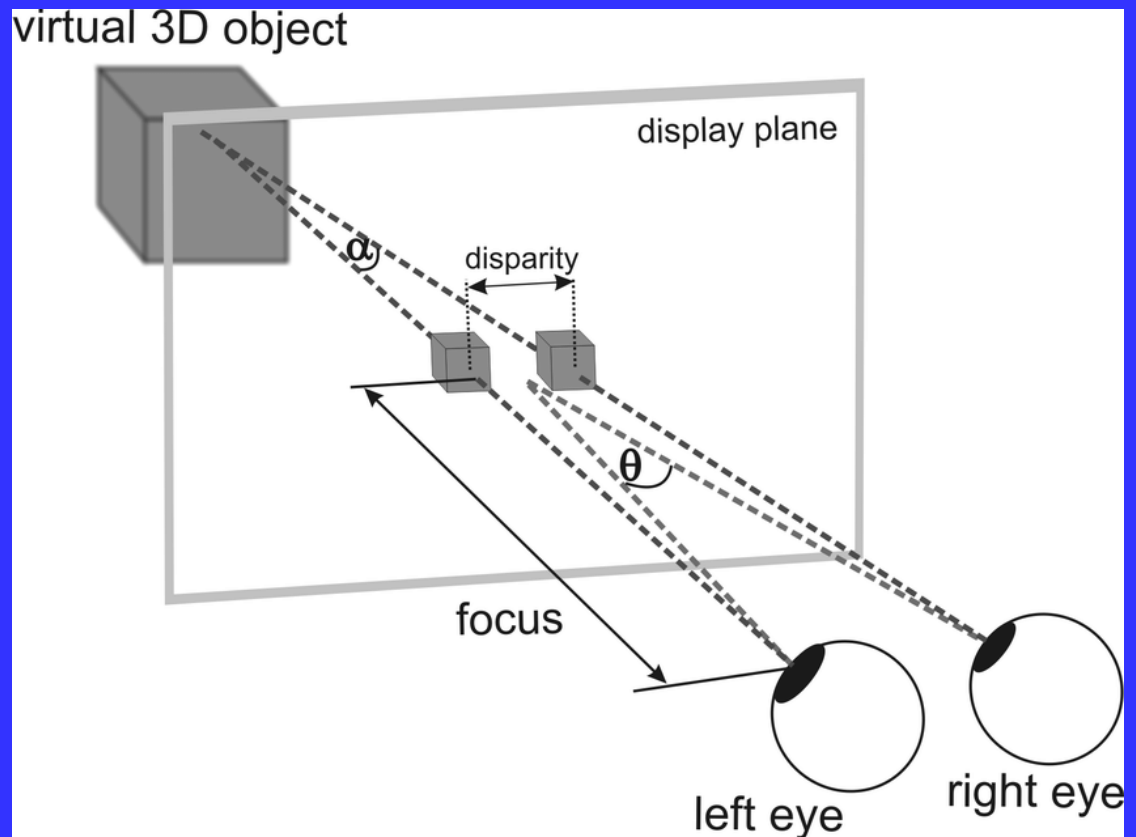 virtual 3D object
display plane
α
disparity
θ
focus
left eye
right eye